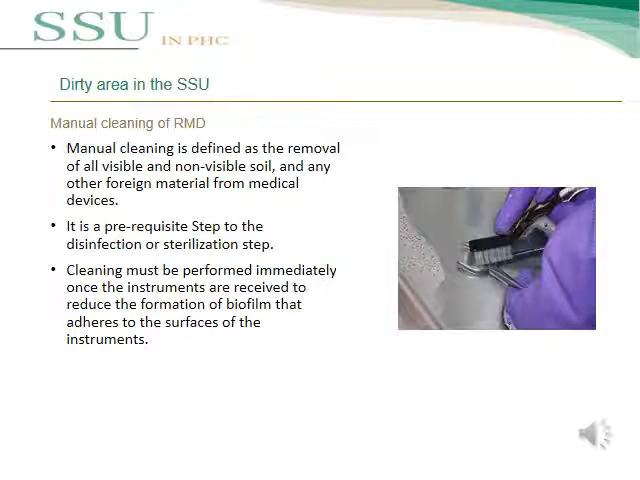 SSU IN PHC
Dirty area in the SSU
Manual cleaning of RMD
• Manual cleaning is defined as the removal
of all visible and non-visible soil, and any
other foreign material from medical
devices.
• It is a pre-requisite Step to the
disinfection or sterilization step.
• Cleaning must be performed immediately
once the instruments are received to
reduce the formation of biofilm that
adheres to the surfaces of the
instruments.